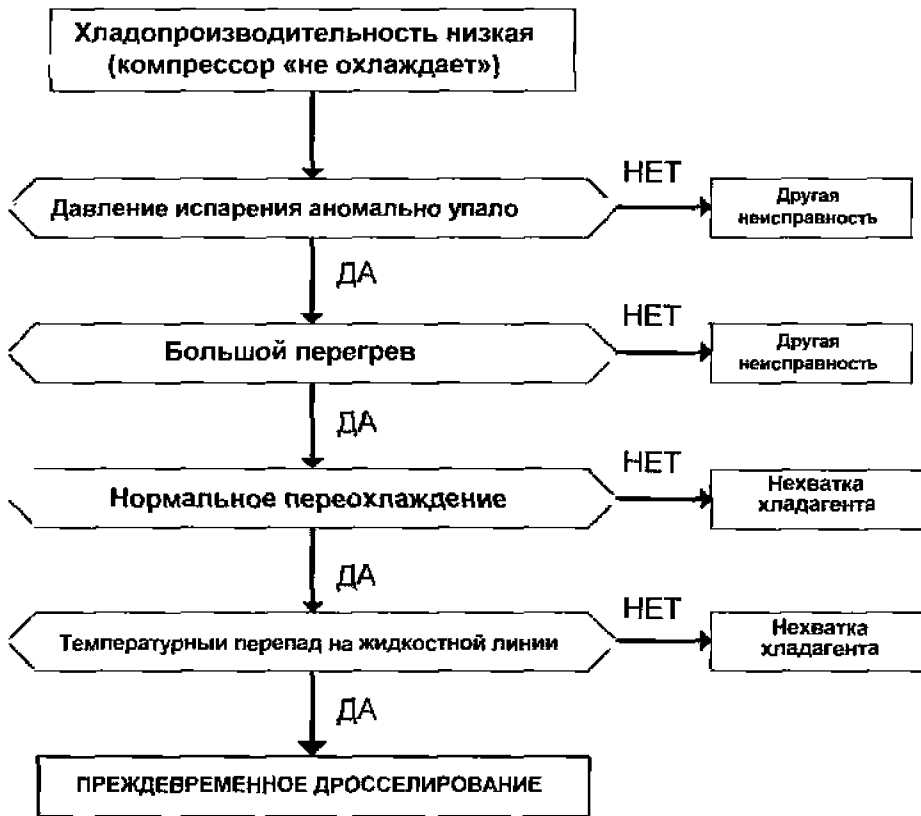 Хладопроизводительность низкая
(компрессор «не охлаждает»)
НЕТ
Давление испарения аномально упало
Другая
неисправность
ДА
НЕТ
Большой перегрев
Другая
неисправность
ДА
НЕТ
Нормальное переохлаждение
Нехватка
хладагента
ДА
НЕТ
Температурный перепад на жидкостной линии
Нехватка
хладагента
ДА
ПРЕЖДЕВРЕМЕННОЕ ДРОССЕЛИРОВАНИЕ